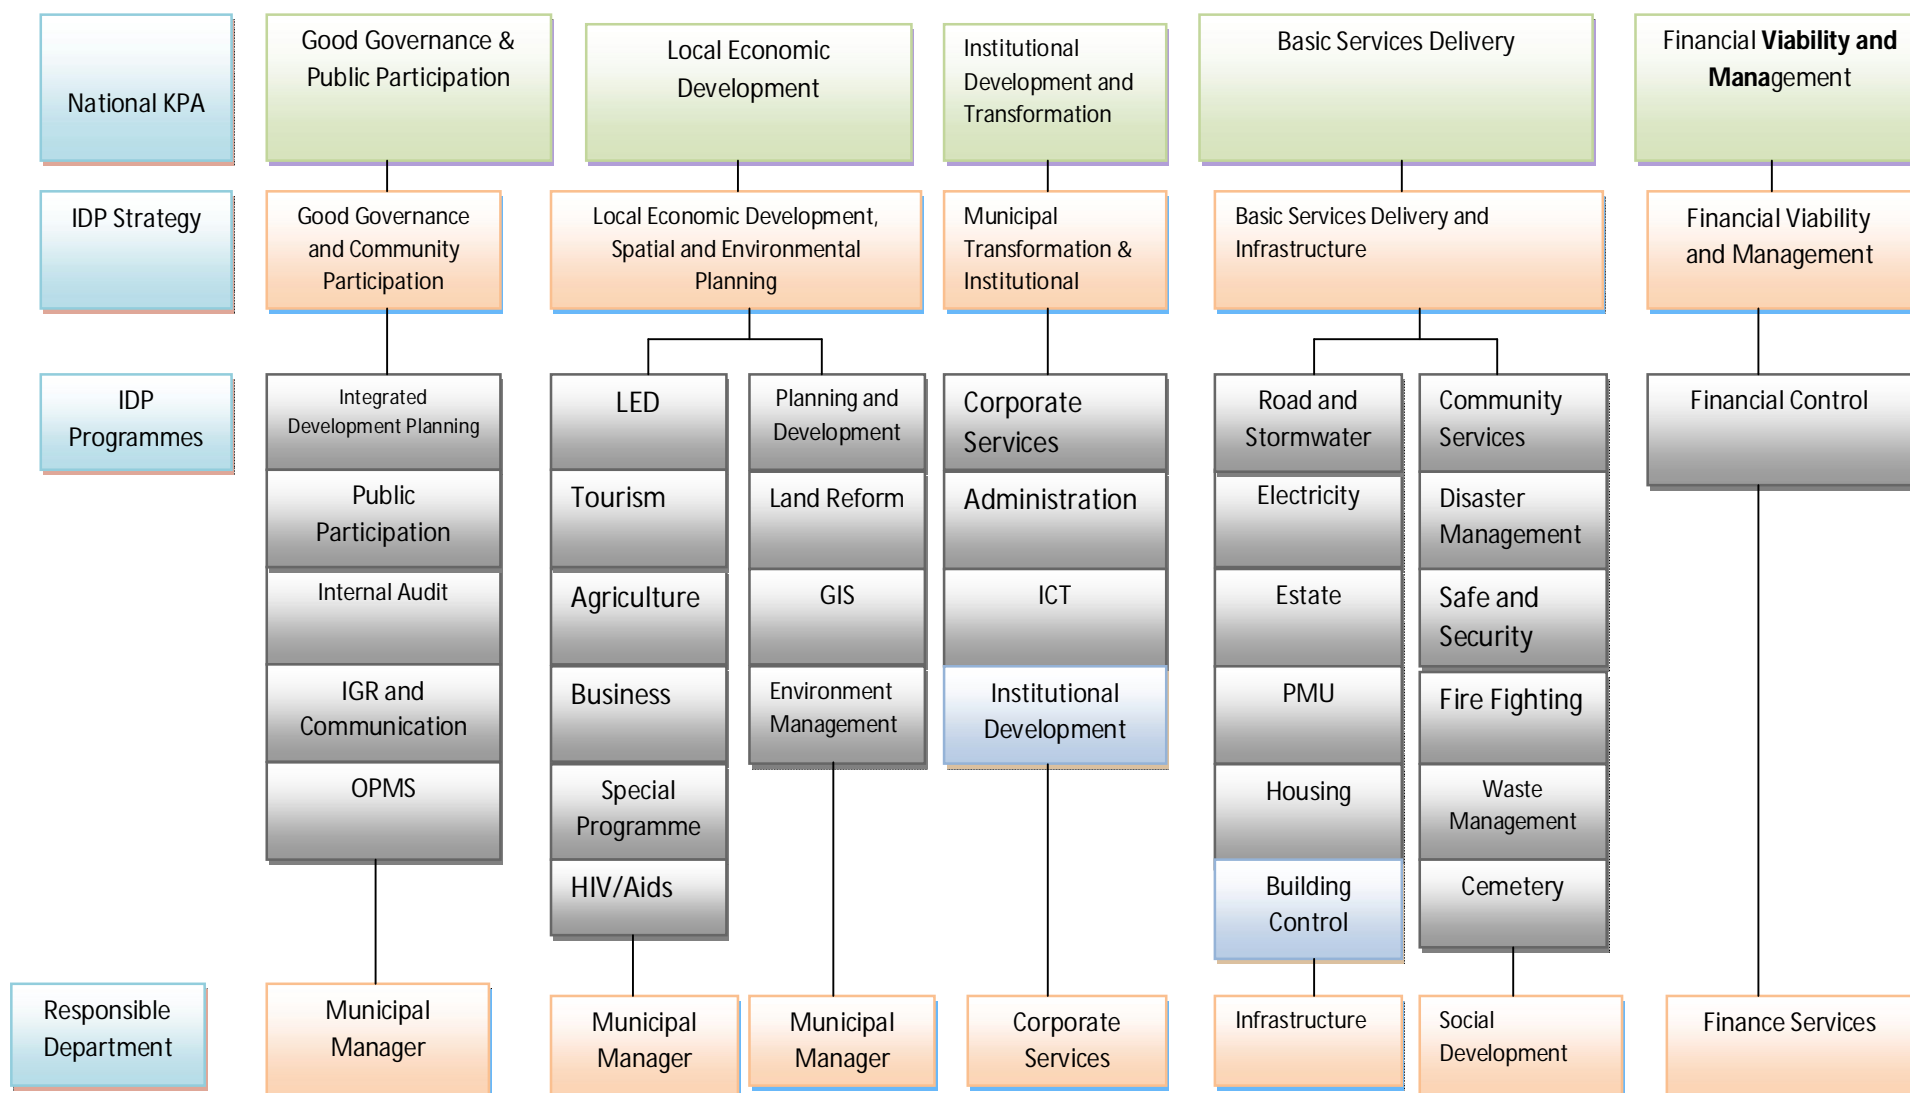 National KPA
Good Governance &
Public Participation
Local Economic
Development
Institutional
Development and
Transformation
Basic Services Delivery
Financial Viability and
Management
IDP Strategy
Good Governance
and Community
Participation
Local Economic Development,
Spatial and Environmental
Planning
Municipal
Transformation &
Institutional
Basic Services Delivery and
Infrastructure
Financial Viability
and Management
IDP
Programmes
Integrated
Development Planning
Public
Participation
Internal Audit
IGR and
Communication
OPMS
LED
Tourism
Agriculture
Business
Special
Programme
HIV/Aids
Planning and
Development
Land Reform
GIS
Environment
Management
Corporate
Services
Administration
ICT
Institutional
Development
Road and
Stormwater
Electricity
Estate
PMU
Housing
Building
Control
Community
Services
Disaster
Management
Safe and
Security
Fire Fighting
Waste
Management
Cemetery
Financial Control
Responsible
Department
Municipal
Manager
Municipal
Manager
Municipal
Manager
Corporate
Services
Infrastructure
Social
Development
Finance Services